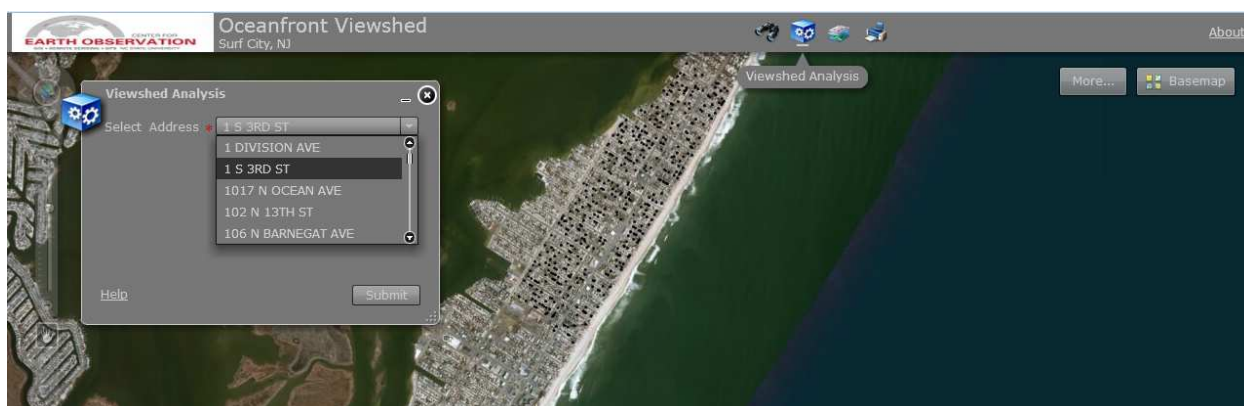 CENTER FOR
EARTH OBSERVATION
Oceanfront Viewshed
Surf City, NJ
About
Viewshed Analysis
More...
Basemap
Viewshed Analysis
Select Address * 1 S 3RD ST
1 DIVISION AVE
1 S 3RD ST
1017 N OCEAN AVE
102 N 13TH ST
106 N BARNEGAT AVE
Help
Submit